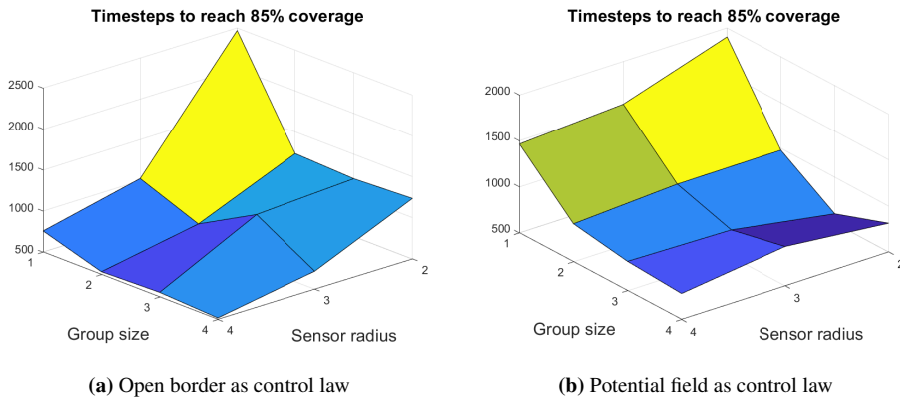 Timesteps to reach 85% coverage
2500
2000
1500
1000
500
1
2
3
4
4
3
2
Group size
Sensor radius
(a) Open border as control law
Timesteps to reach 85% coverage
2000
1500
1000
500
1
2
3
4
4
3
2
Group size
Sensor radius
(b) Potential field as control law